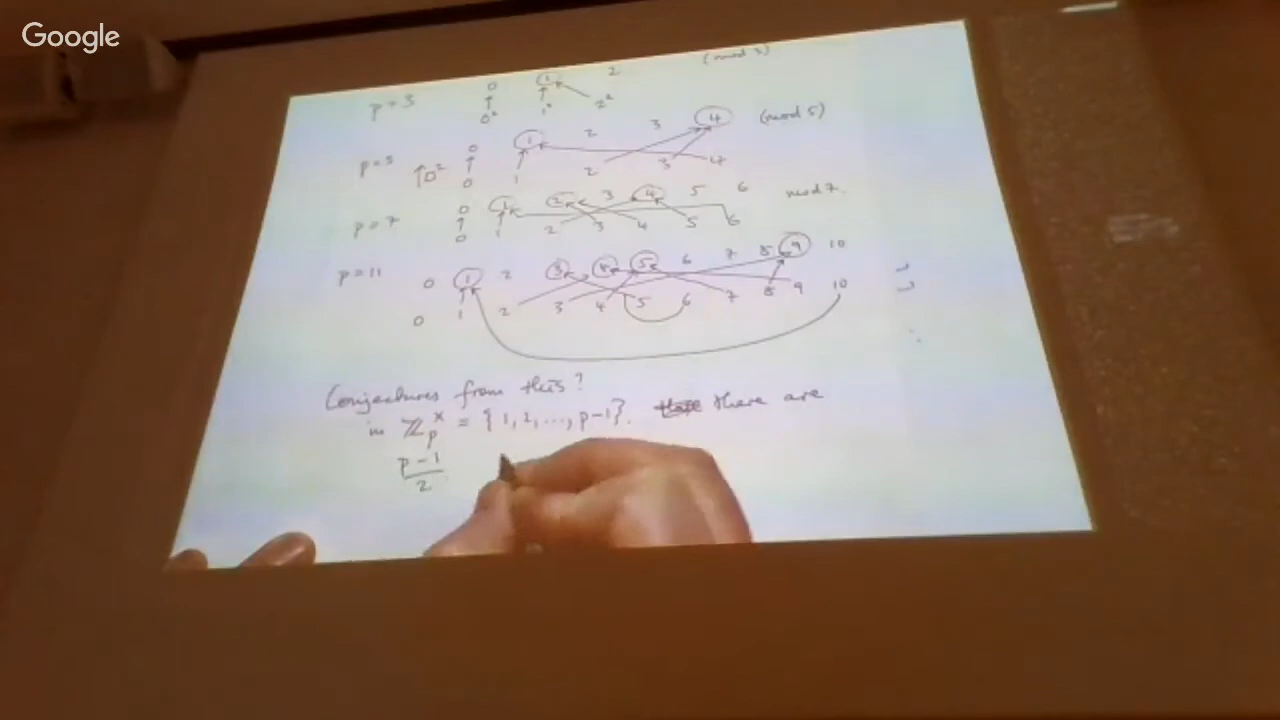 Google
0 1 2 (mod 3)
p=3
0² 1² 2²
0 1 2 3 4 (mod 5)
p=5 ↑□²
0 1 2 3 4
0 1 2 3 4 5 6 mod 7.
p=7
0 1 2 3 4 5 6
p=11
0 1 2 3 4 5 6 7 8 9 10
0 1 2 3 4 5 6 7 8 9 10
Conjectures from this?
in ℤₚˣ = {1, 2, ..., p-1}. there are
p-1
2